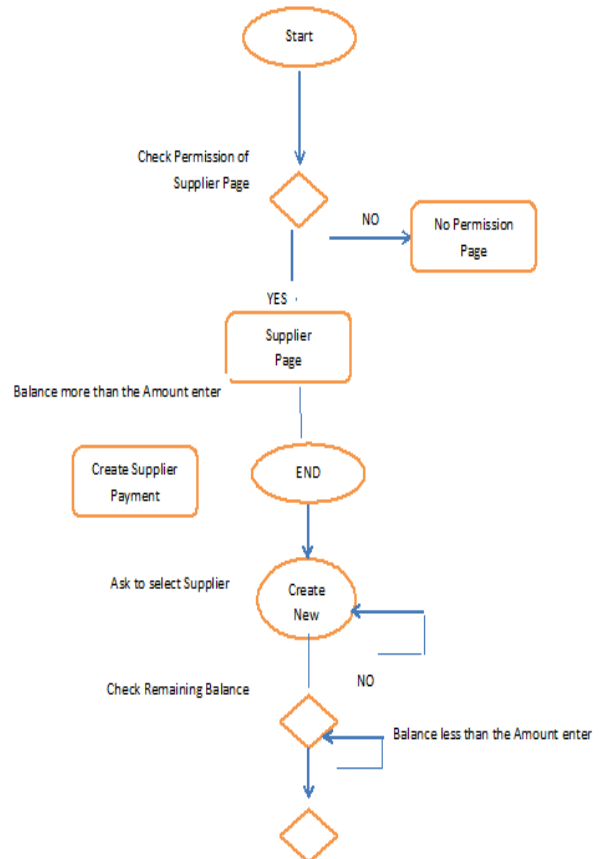 Start
Check Permission of
Supplier Page
NO
No Permission
Page
YES
Supplier
Page
Balance more than the Amount enter
Create Supplier
Payment
END
Ask to select Supplier
Create
New
NO
Check Remaining Balance
Balance less than the Amount enter